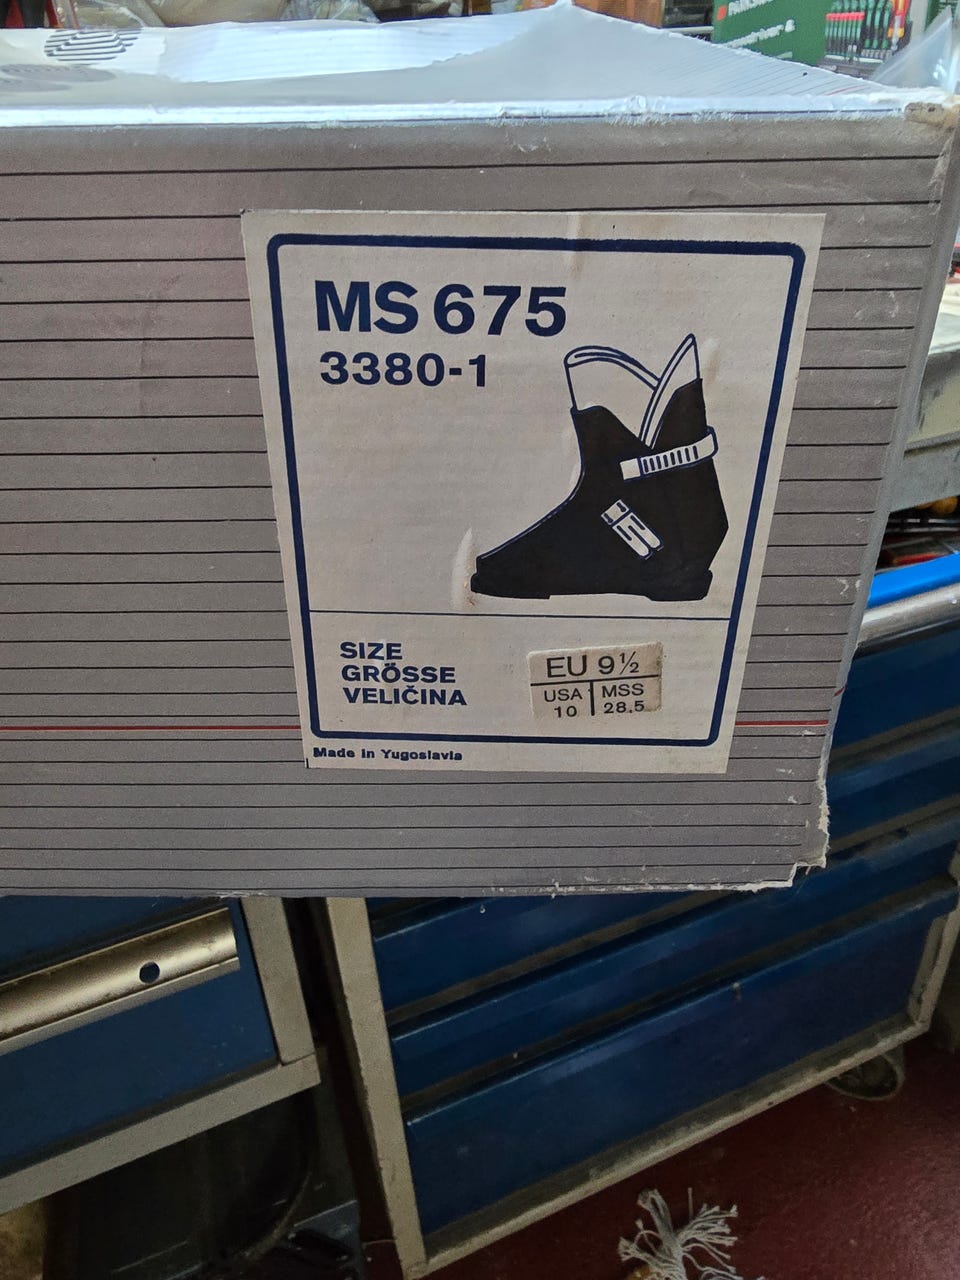 MS 675
3380-1
SIZE
GRÖSSE
VELIČINA
EU 9½
USA
10
MSS
28.5
Made in Yugoslavia